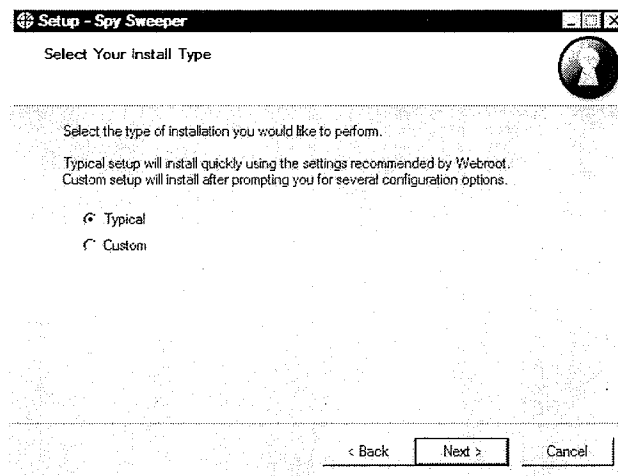 Setup - Spy Sweeper
Select Your Install Type
Select the type of installation you would like to perform.
Typical setup will install quickly using the settings recommended by Webroot.
Custom setup will install after prompting you for several configuration options.
Typical
Custom
< Back
Next >
Cancel